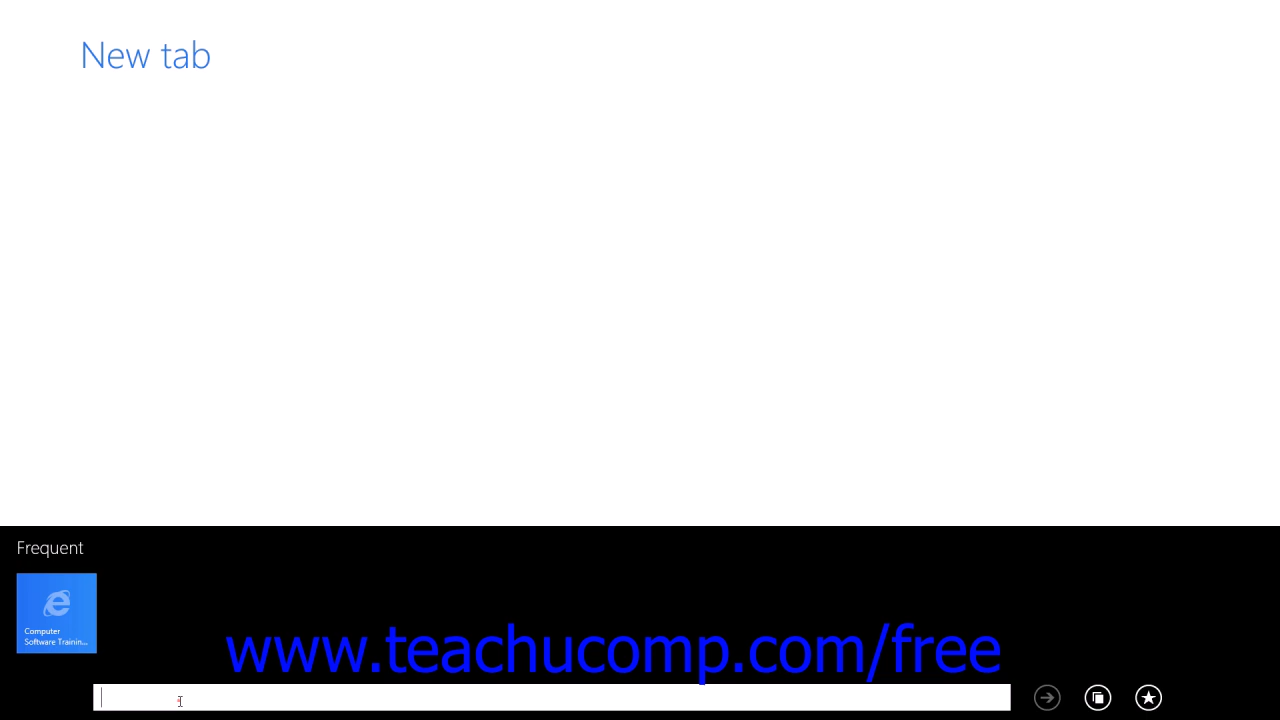 New tab
Frequent
Computer
Software Trainin...
www.teachucomp.com/free